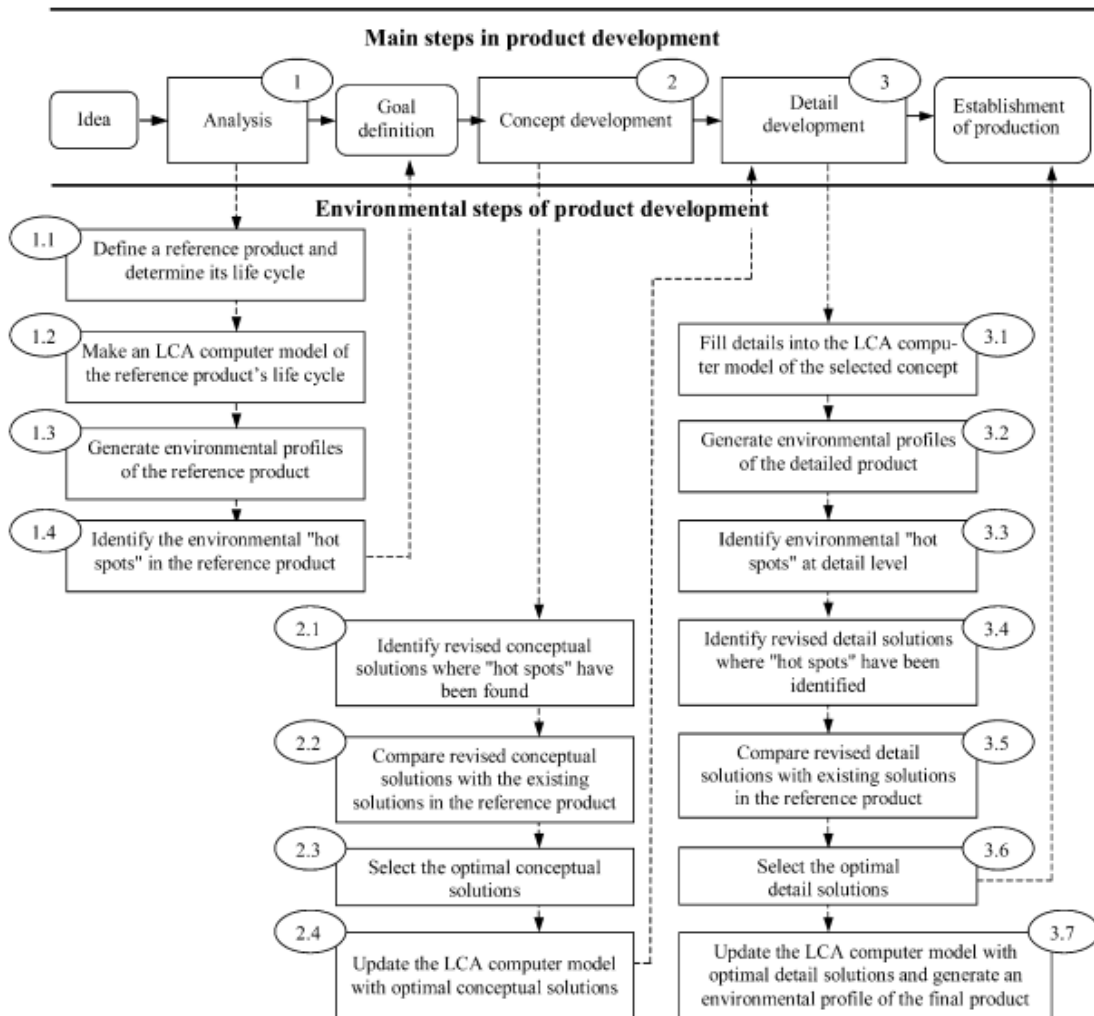 Main steps in product development
1
2
3
Idea
Analysis
Goal
definition
Concept development
Detail
development
Establishment
of production
Environmental steps of product development
1.1
Define a reference product and
determine its life cycle
1.2
Make an LCA computer model of
the reference product's life cycle
1.3
Generate environmental profiles
of the reference product
1.4
Identify the environmental "hot
spots" in the reference product
2.1
Identify revised conceptual
solutions where "hot spots" have
been found
2.2
Compare revised conceptual
solutions with the existing
solutions in the reference product
2.3
Select the optimal conceptual
solutions
2.4
Update the LCA computer model
with optimal conceptual solutions
3.1
Fill details into the LCA compu-
ter model of the selected concept
3.2
Generate environmental profiles
of the detailed product
3.3
Identify environmental "hot
spots" at detail level
3.4
Identify revised detail solutions
where "hot spots" have been
identified
3.5
Compare revised detail
solutions with existing solutions
in the reference product
3.6
Select the optimal
detail solutions
3.7
Update the LCA computer model with
optimal detail solutions and generate an
environmental profile of the final product